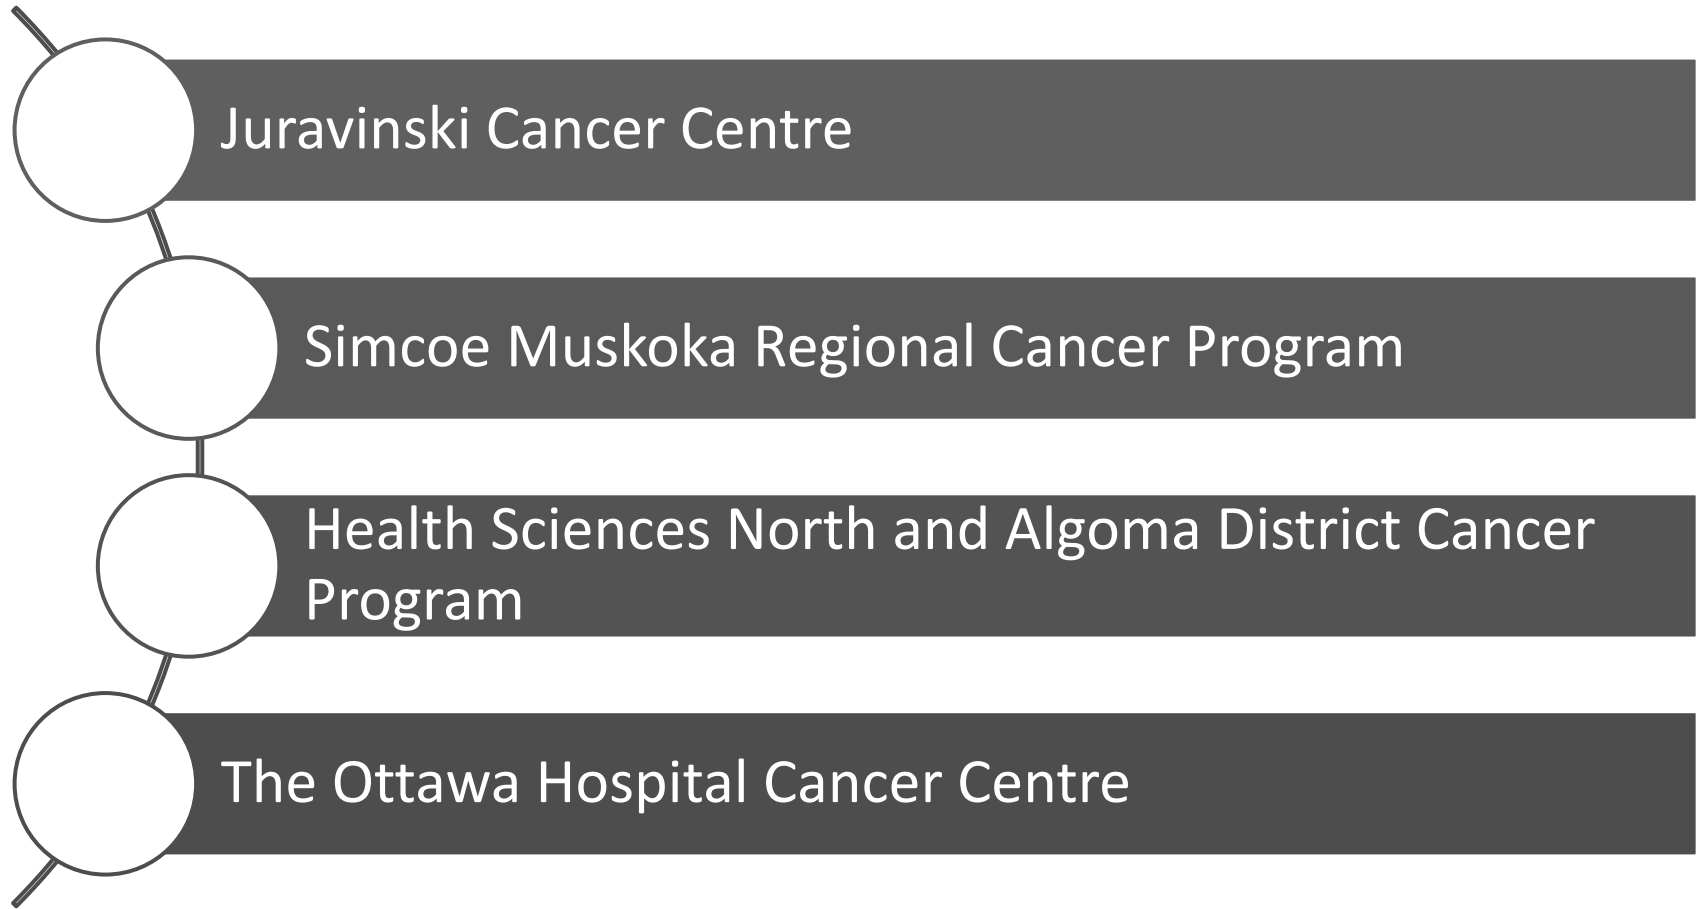 Juravinski Cancer Centre
Simcoe Muskoka Regional Cancer Program
Health Sciences North and Algoma District Cancer
Program
The Ottawa Hospital Cancer Centre